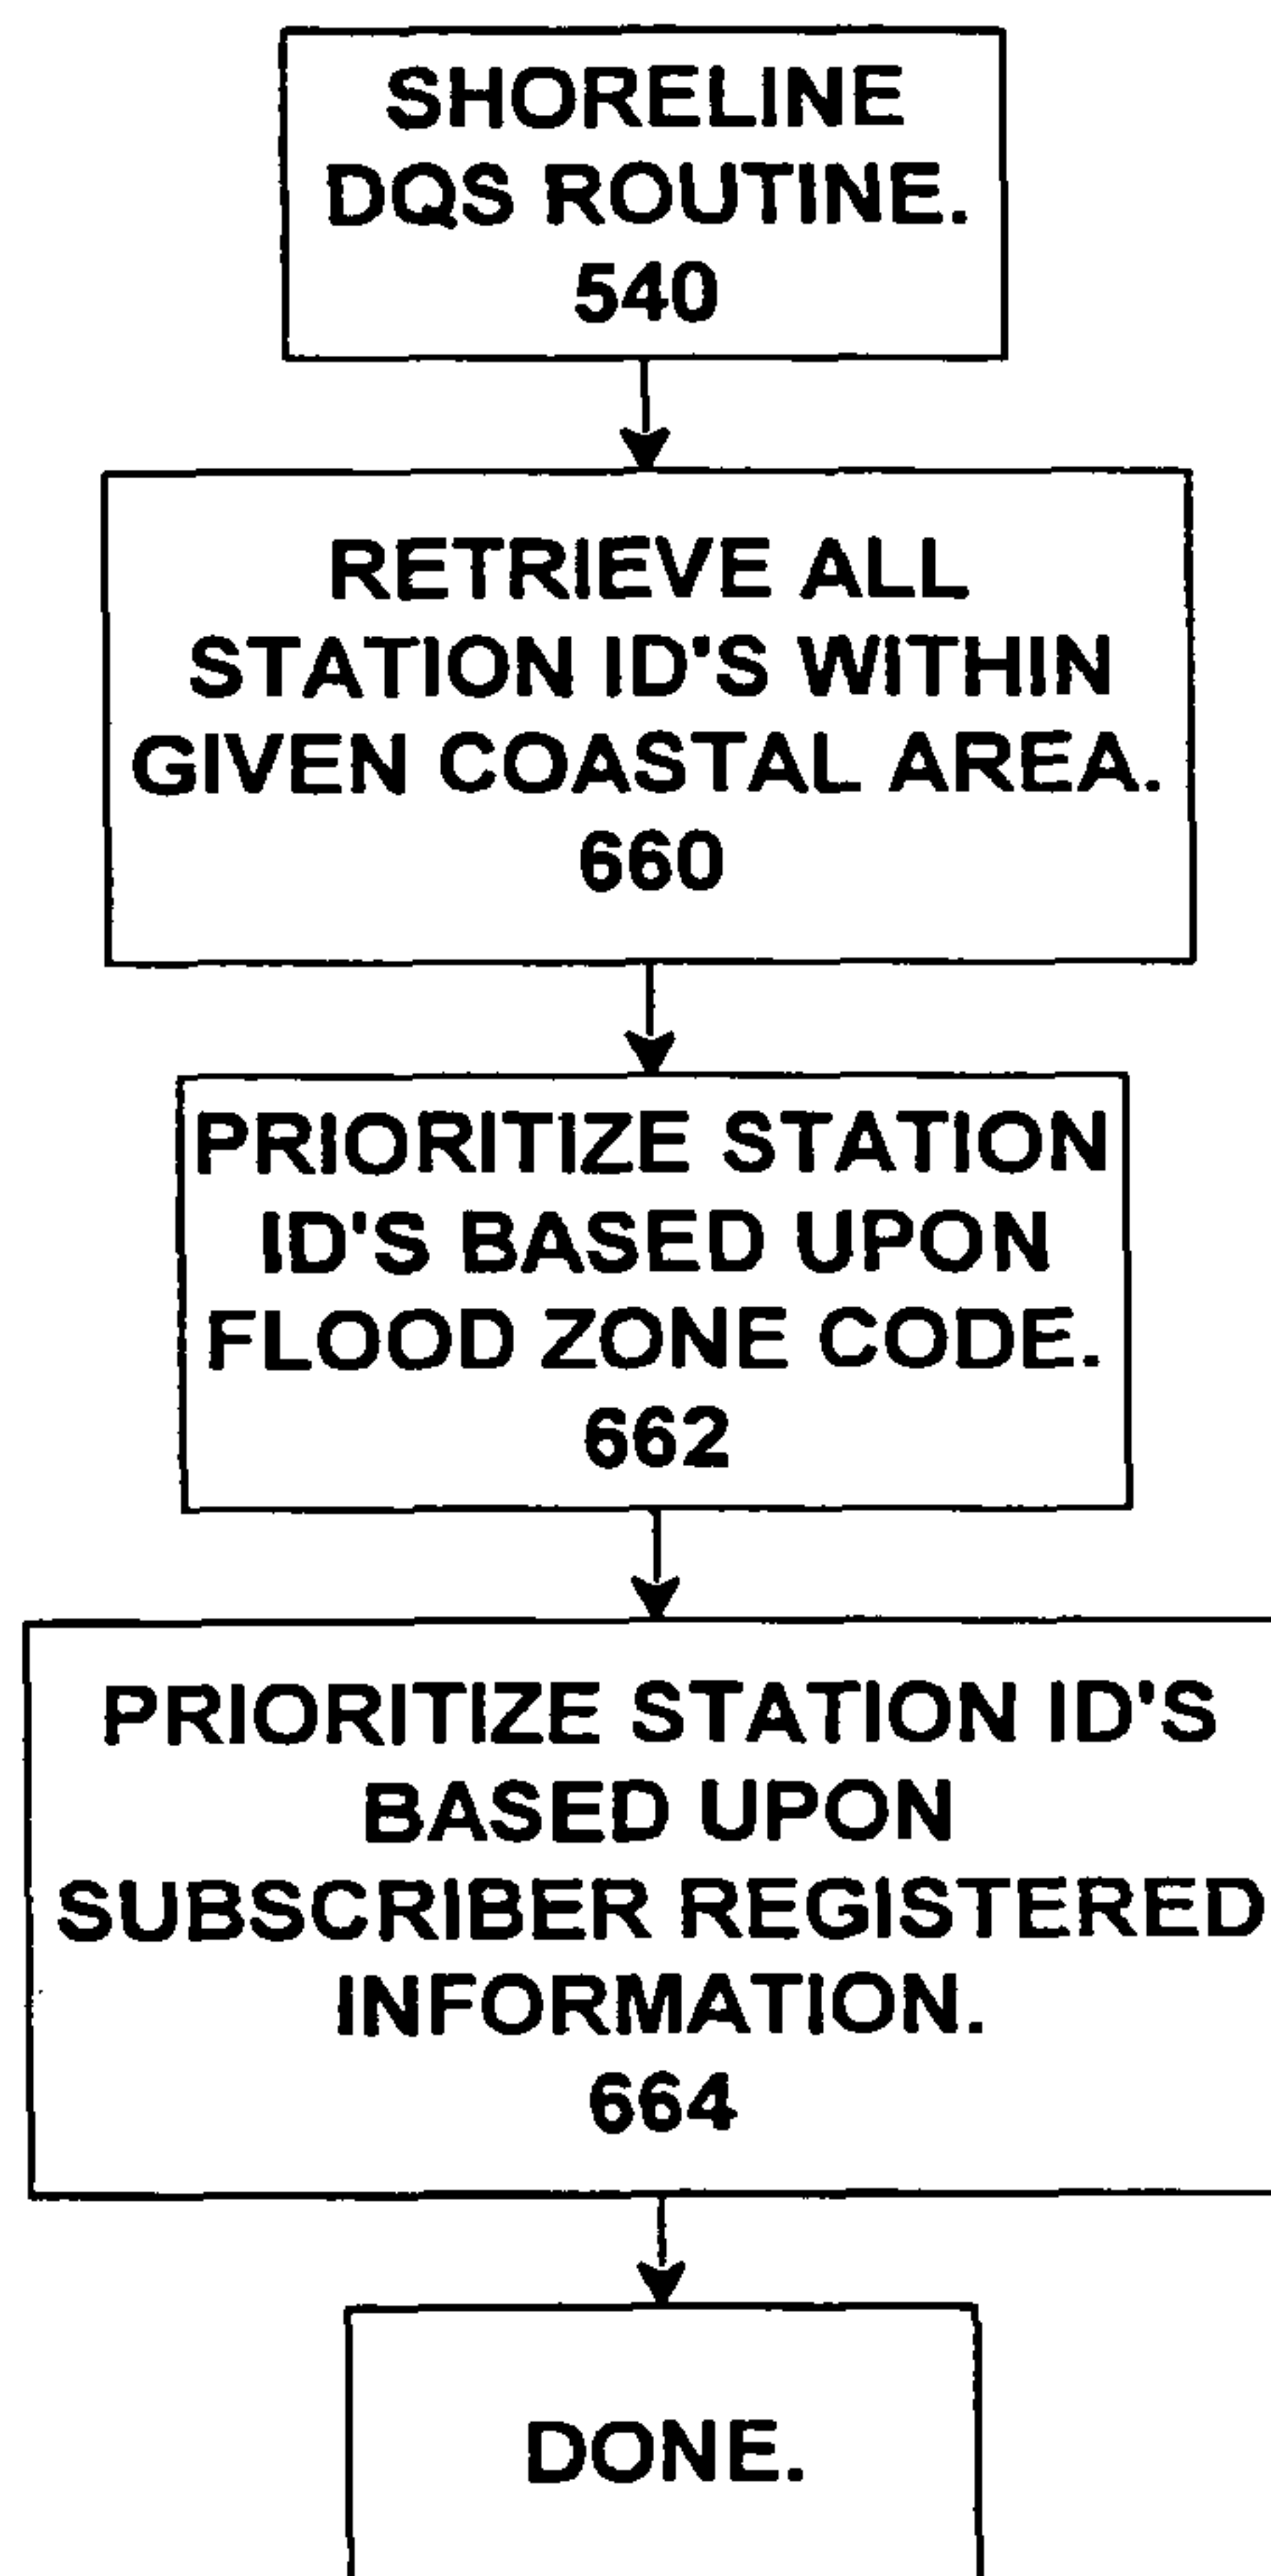 SHORELINE
DQS ROUTINE.
540
RETRIEVE ALL
STATION ID'S WITHIN
GIVEN COASTAL AREA.
660
PRIORITIZE STATION
ID'S BASED UPON
FLOOD ZONE CODE.
662
PRIORITIZE STATION ID'S
BASED UPON
SUBSCRIBER REGISTERED
INFORMATION.
664
DONE.